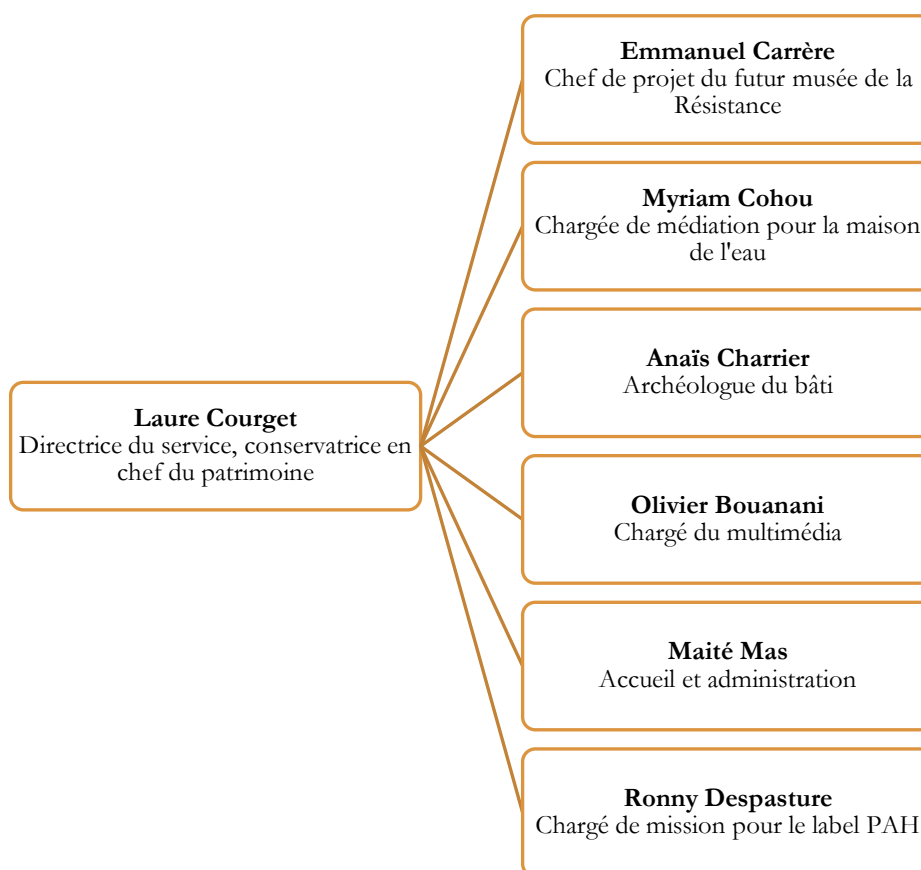 Emmanuel Carrère
Chef de projet du futur musée de la
Résistance
Myriam Cohou
Chargée de médiation pour la maison
de l'eau
Anaïs Charrier
Archéologue du bâti
Laure Courget
Directrice du service, conservatrice en
chef du patrimoine
Olivier Bouanani
Chargé du multimédia
Maité Mas
Accueil et administration
Ronny Despasture
Chargé de mission pour le label PAH